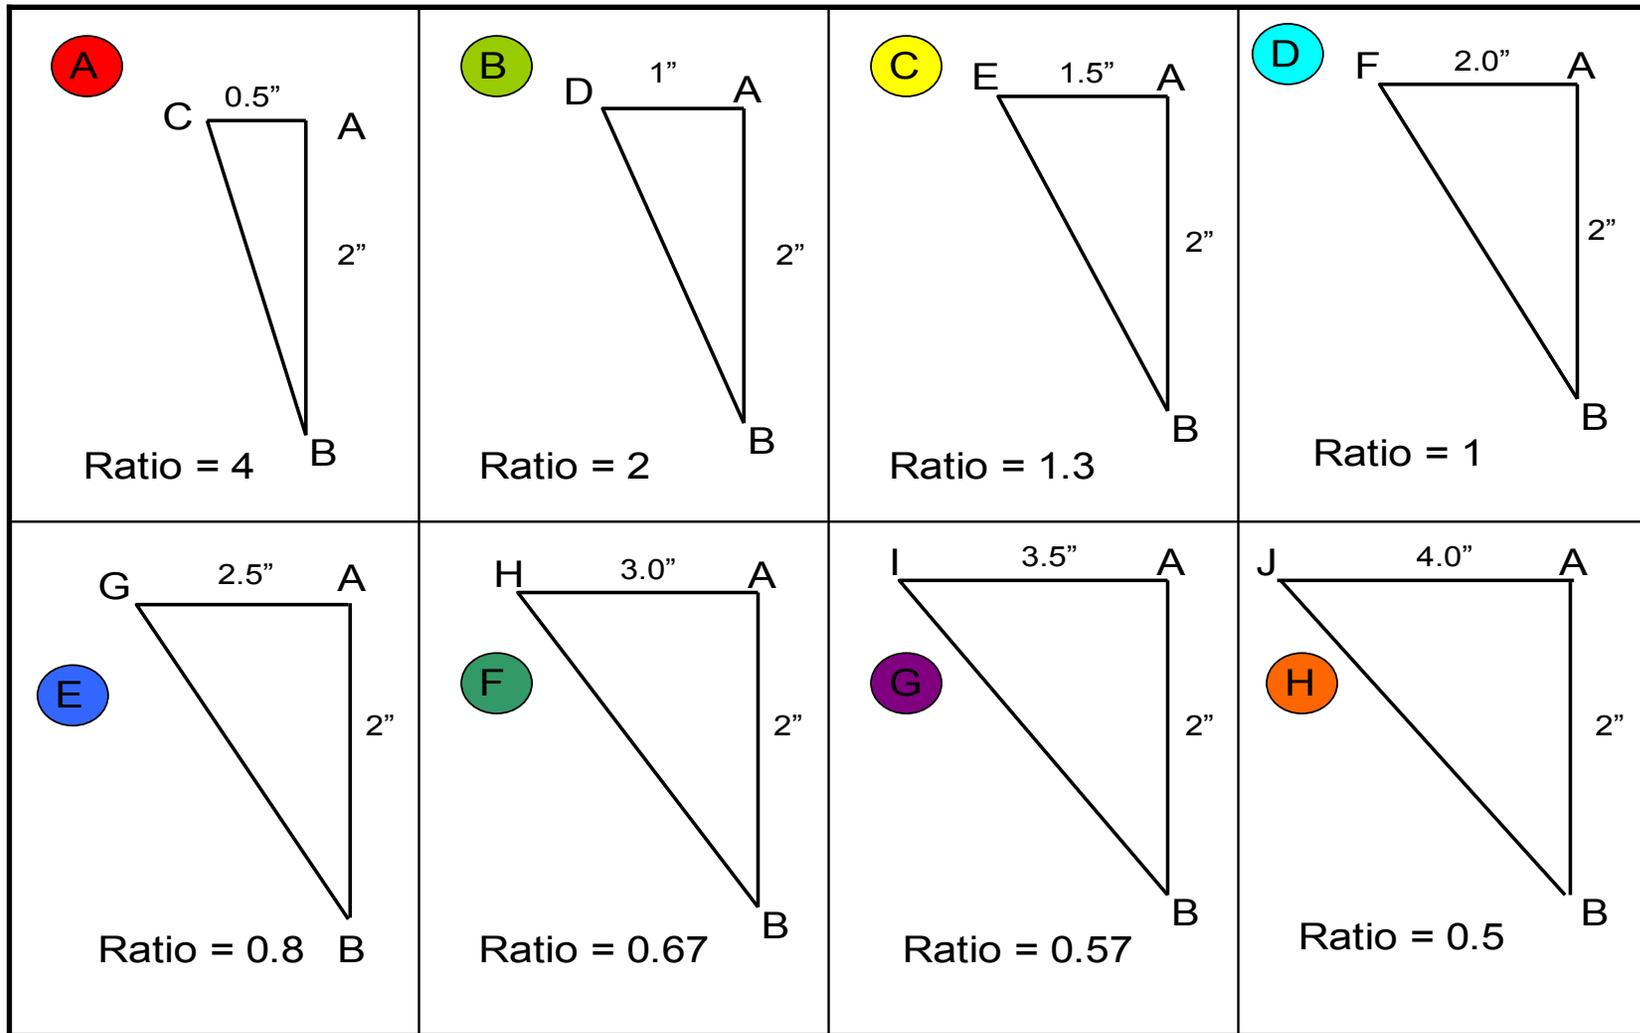 A
0.5”
C
A
2”
B
Ratio = 4
B
1”
D
A
2”
B
Ratio = 2
C
1.5”
E
A
2”
B
Ratio = 1.3
D
2.0”
F
A
2”
B
Ratio = 1
2.5”
G
A
E
2”
Ratio = 0.8
B
3.0”
H
A
F
2”
B
Ratio = 0.67
3.5”
I
A
G
2”
B
Ratio = 0.57
4.0”
J
A
H
2”
B
Ratio = 0.5